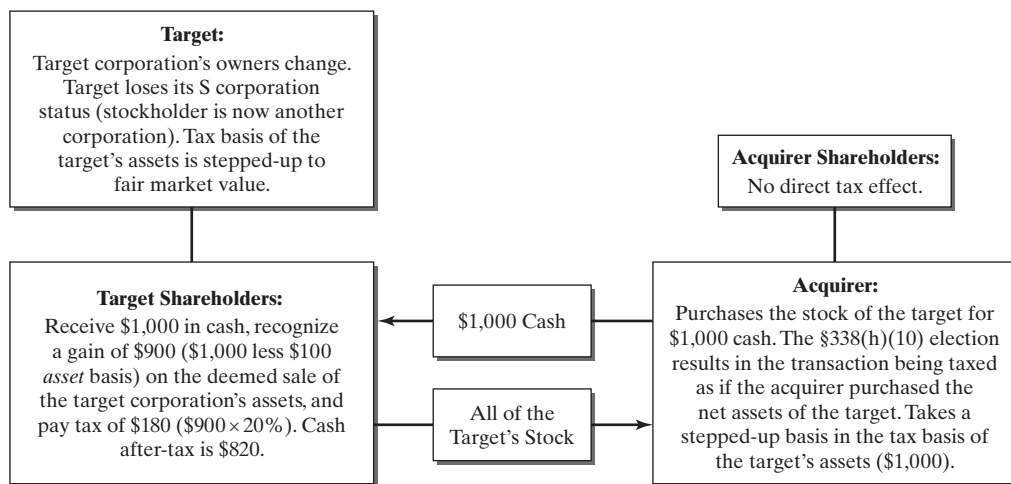 Target:
Target corporation's owners change.
Target loses its S corporation
status (stockholder is now another
corporation). Tax basis of the
target's assets is stepped-up to
fair market value.
Acquirer Shareholders:
No direct tax effect.
Target Shareholders:
Receive $1,000 in cash, recognize
a gain of $900 ($1,000 less $100
asset basis) on the deemed sale of
the target corporation's assets, and
pay tax of $180 ($900 × 20%). Cash
after-tax is $820.
$1,000 Cash
All of the
Target's Stock
Acquirer:
Purchases the stock of the target for
$1,000 cash. The §338(h)(10) election
results in the transaction being taxed
as if the acquirer purchased the
net assets of the target. Takes a
stepped-up basis in the tax basis of
the target's assets ($1,000).